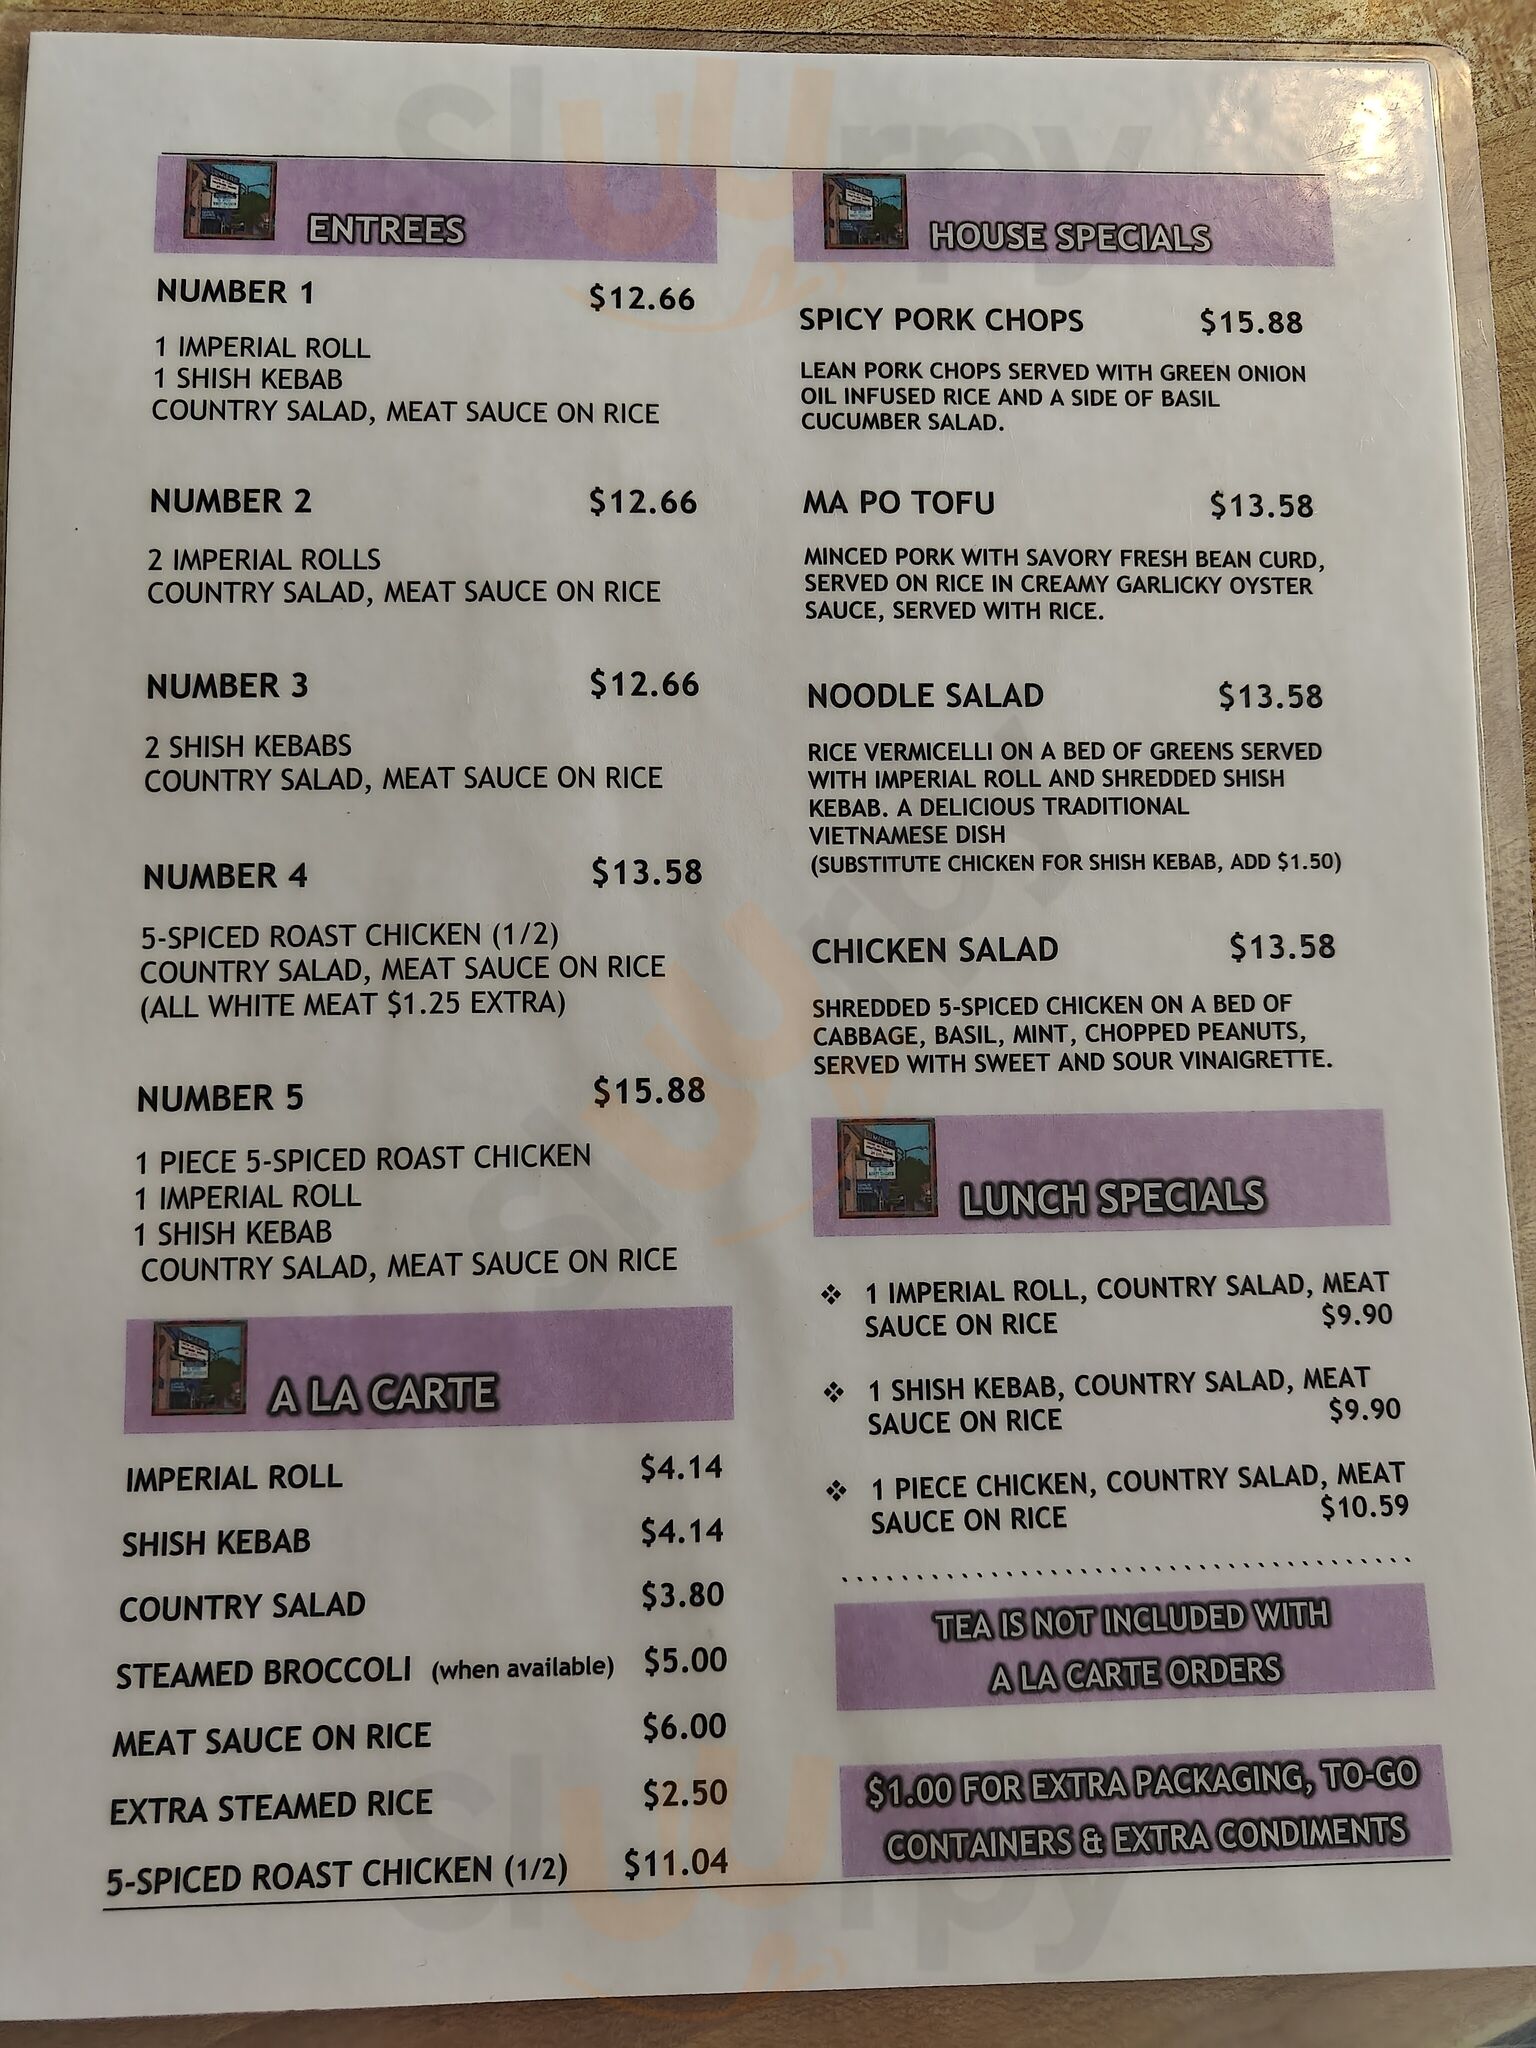 ENTREES
NUMBER 1 $12.66
1 IMPERIAL ROLL
1 SHISH KEBAB
COUNTRY SALAD, MEAT SAUCE ON RICE
NUMBER 2 $12.66
2 IMPERIAL ROLLS
COUNTRY SALAD, MEAT SAUCE ON RICE
NUMBER 3 $12.66
2 SHISH KEBABS
COUNTRY SALAD, MEAT SAUCE ON RICE
NUMBER 4 $13.58
5-SPICED ROAST CHICKEN (1/2)
COUNTRY SALAD, MEAT SAUCE ON RICE
(ALL WHITE MEAT $1.25 EXTRA)
NUMBER 5 $15.88
1 PIECE 5-SPICED ROAST CHICKEN
1 IMPERIAL ROLL
1 SHISH KEBAB
COUNTRY SALAD, MEAT SAUCE ON RICE
A LA CARTE
IMPERIAL ROLL $4.14
SHISH KEBAB $4.14
COUNTRY SALAD $3.80
STEAMED BROCCOLI (when available) $5.00
MEAT SAUCE ON RICE $6.00
EXTRA STEAMED RICE $2.50
5-SPICED ROAST CHICKEN (1/2) $11.04
HOUSE SPECIALS
SPICY PORK CHOPS $15.88
LEAN PORK CHOPS SERVED WITH GREEN ONION
OIL INFUSED RICE AND A SIDE OF BASIL
CUCUMBER SALAD.
MA PO TOFU $13.58
MINCED PORK WITH SAVORY FRESH BEAN CURD,
SERVED ON RICE IN CREAMY GARLICKY OYSTER
SAUCE, SERVED WITH RICE.
NOODLE SALAD $13.58
RICE VERMICELLI ON A BED OF GREENS SERVED
WITH IMPERIAL ROLL AND SHREDDED SHISH
KEBAB. A DELICIOUS TRADITIONAL
VIETNAMESE DISH
(SUBSTITUTE CHICKEN FOR SHISH KEBAB, ADD $1.50)
CHICKEN SALAD $13.58
SHREDDED 5-SPICED CHICKEN ON A BED OF
CABBAGE, BASIL, MINT, CHOPPED PEANUTS,
SERVED WITH SWEET AND SOUR VINAIGRETTE.
LUNCH SPECIALS
❖ 1 IMPERIAL ROLL, COUNTRY SALAD, MEAT
SAUCE ON RICE $9.90
❖ 1 SHISH KEBAB, COUNTRY SALAD, MEAT
SAUCE ON RICE $9.90
❖ 1 PIECE CHICKEN, COUNTRY SALAD, MEAT
SAUCE ON RICE $10.59
TEA IS NOT INCLUDED WITH
A LA CARTE ORDERS
$1.00 FOR EXTRA PACKAGING, TO-GO
CONTAINERS & EXTRA CONDIMENTS
sluurpy
sluurpy
sluurpy